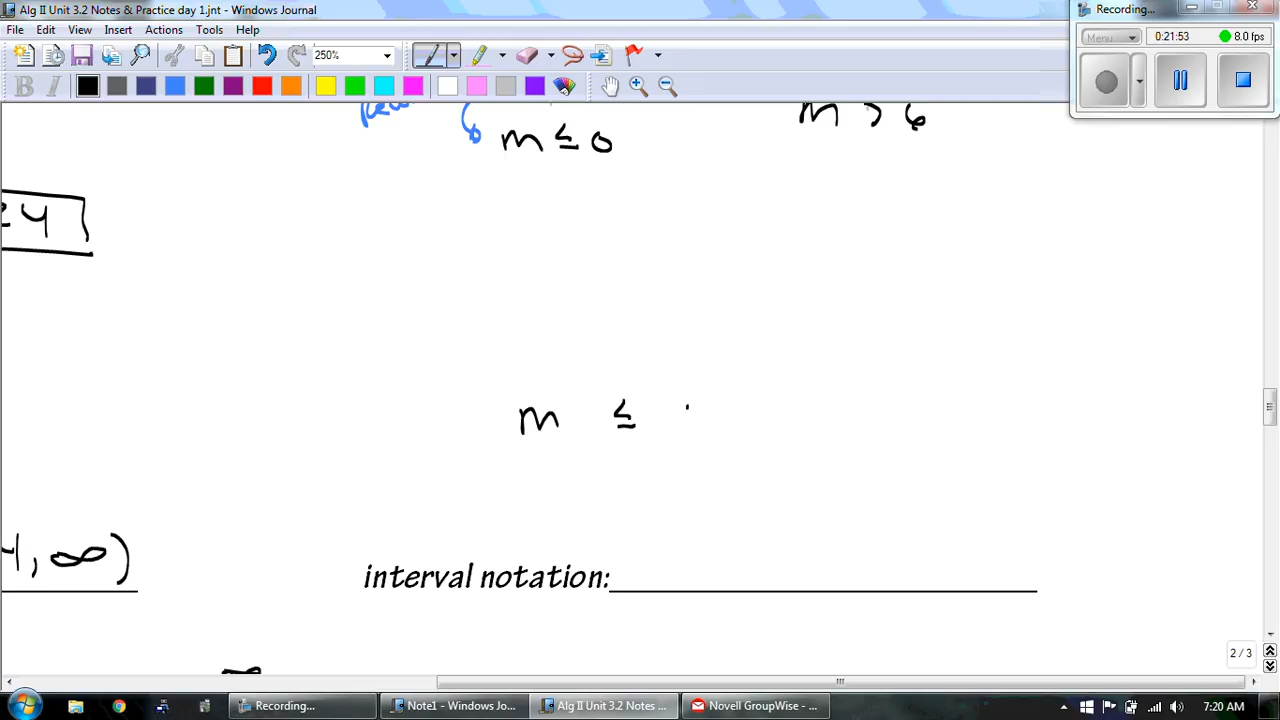 Alg II Unit 3.2 Notes & Practice day 1.jnt - Windows Journal
Recording...
File Edit View Insert Actions Tools Help
Menu 00:21:53 8.0 fps
250%
B I
m > 6
m ≤ 0
24
m ≤
4, ∞)
interval notation:
2 / 3
Recording...
Note1 - Windows Jo...
Alg II Unit 3.2 Notes ...
Novell GroupWise - ...
7:20 AM